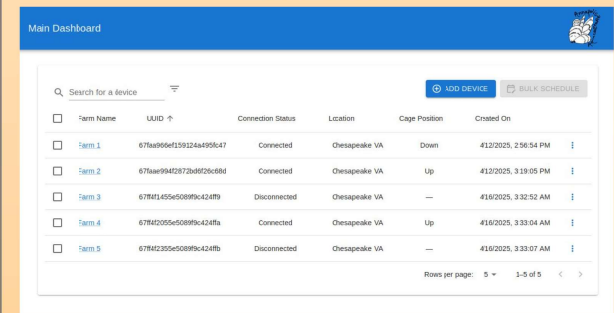 Main Dashboard
Search for a device
ADD DEVICE
BULK SCHEDULE
Farm Name UUID ↑ Connection Status Location Cage Position Created On
Farm 1 67faa966ef159124a495fc47 Connected Chesapeake VA Down 4/12/2025, 2:56:54 PM
Farm 2 67faae994f2872bd6f26c68d Connected Chesapeake VA Up 4/12/2025, 3:19:05 PM
Farm 3 67ff4f1455e5089f9c424ff9 Disconnected Chesapeake VA — 4/16/2025, 3:32:52 AM
Farm 4 67ff4f2055e5089f9c424ffa Connected Chesapeake VA Up 4/16/2025, 3:33:04 AM
Farm 5 67ff4f2355e5089f9c424ffb Disconnected Chesapeake VA — 4/16/2025, 3:33:07 AM
Rows per page: 5 1–5 of 5 < >